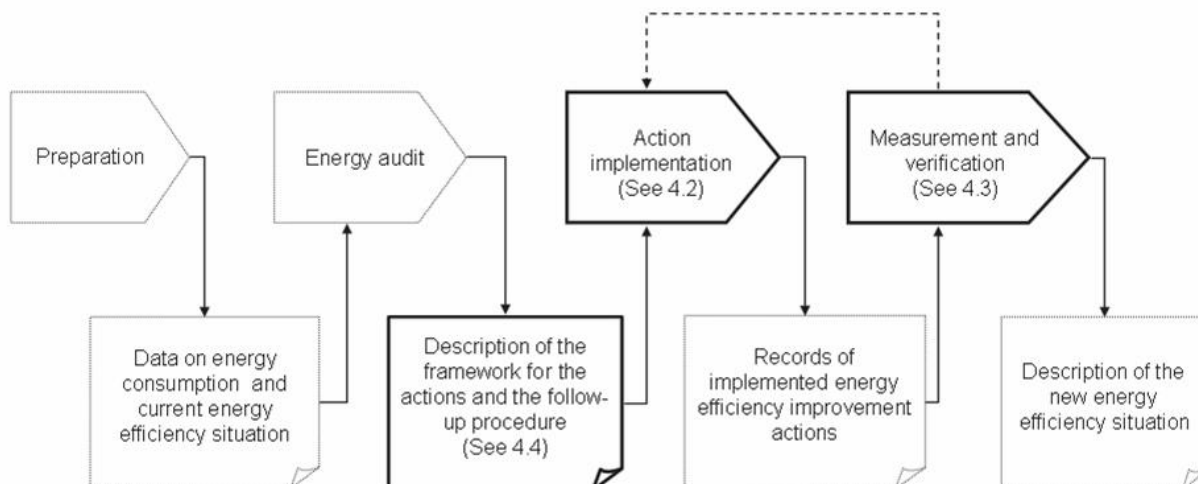 Preparation
Energy audit
Action
implementation
(See 4.2)
Measurement and
verification
(See 4.3)
Data on energy
consumption and
current energy
efficiency situation
Description of the
framework for the
actions and the follow-
up procedure
(See 4.4)
Records of
implemented energy
efficiency improvement
actions
Description of the
new energy
efficiency situation